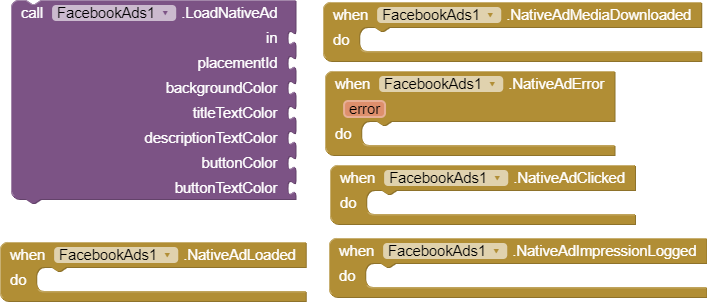 call FacebookAds1 .LoadNativeAd
in
placementId
backgroundColor
titleTextColor
descriptionTextColor
buttonColor
buttonTextColor
when FacebookAds1 .NativeAdLoaded
do
when FacebookAds1 .NativeAdMediaDownloaded
do
when FacebookAds1 .NativeAdError
error
do
when FacebookAds1 .NativeAdClicked
do
when FacebookAds1 .NativeAdImpressionLogged
do